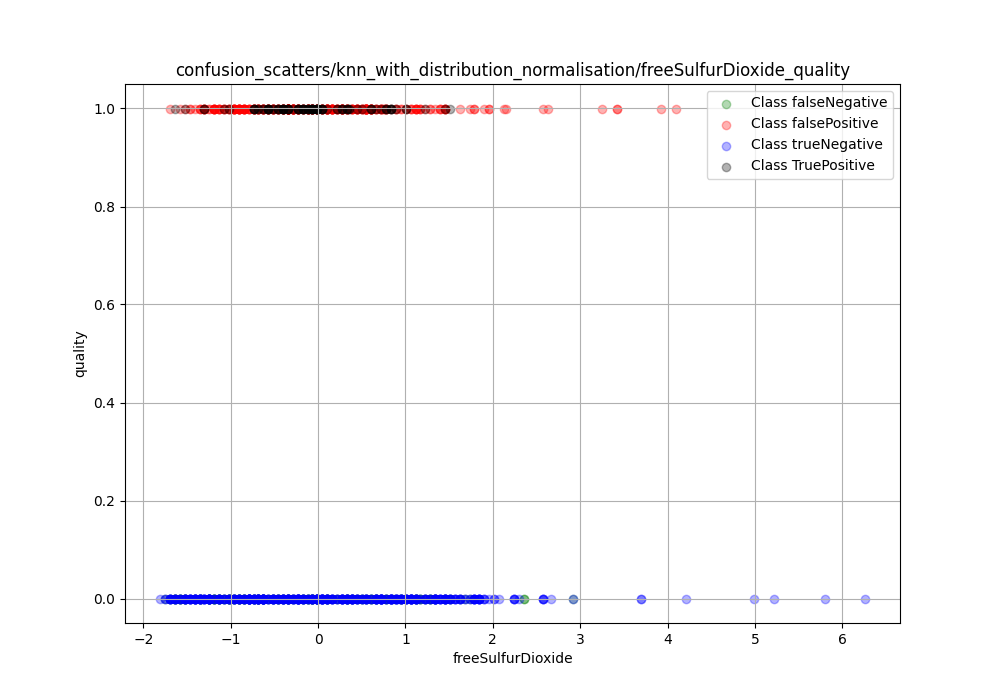 confusion_scatters/knn_with_distribution_normalisation/freeSulfurDioxide_quality
Class falseNegative
Class falsePositive
Class trueNegative
Class TruePositive
1.0
0.8
0.6
0.4
0.2
0.0
quality
−2
−1
0
1
2
3
4
5
6
freeSulfurDioxide